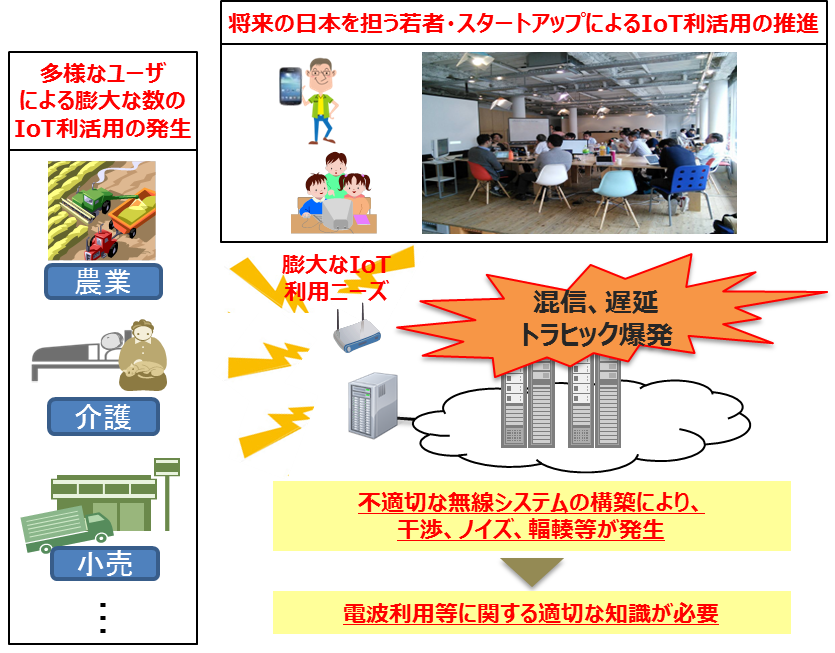 将来の日本を担う若者・スタートアップによるIoT利活用の推進
多様なユーザ
による膨大な数の
IoT利活用の発生
農業
介護
小売
⋮
膨大なIoT
利用ニーズ
混信、遅延
トラヒック爆発
不適切な無線システムの構築により、
干渉、ノイズ、輻輳等が発生
電波利用等に関する適切な知識が必要